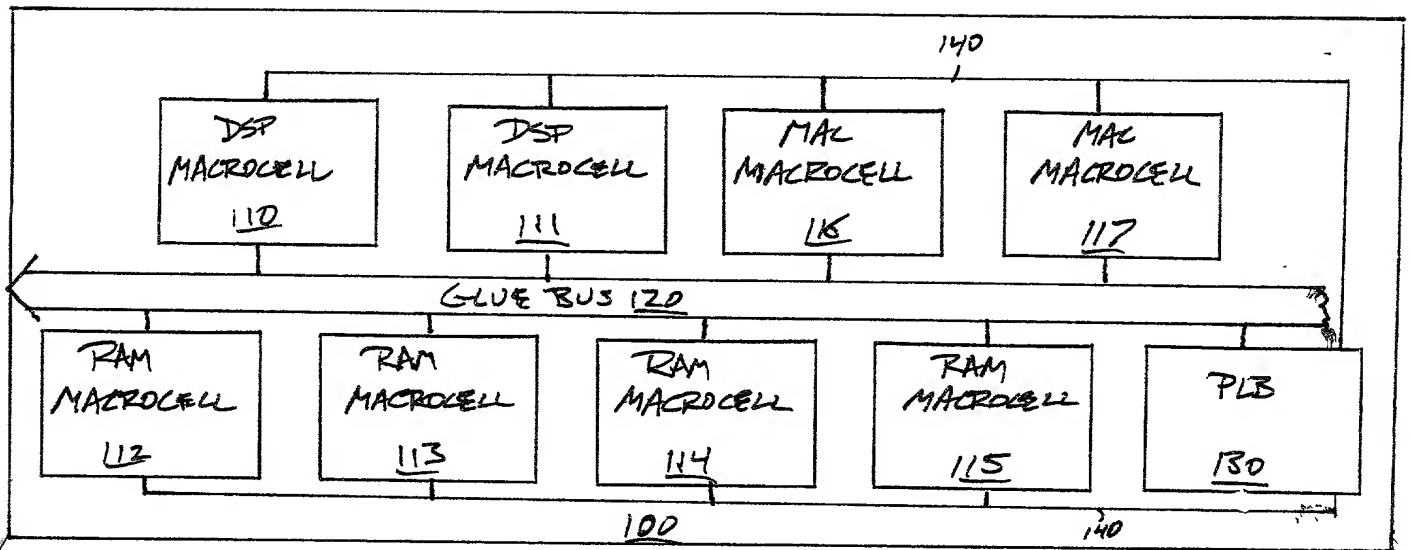 140
DSP
MACROCELL
110
DSP
MACROCELL
111
MAC
MACROCELL
116
MAC
MACROCELL
117
GLUE BUS 120
RAM
MACROCELL
112
RAM
MACROCELL
113
RAM
MACROCELL
114
RAM
MACROCELL
115
PLB
130
100
140